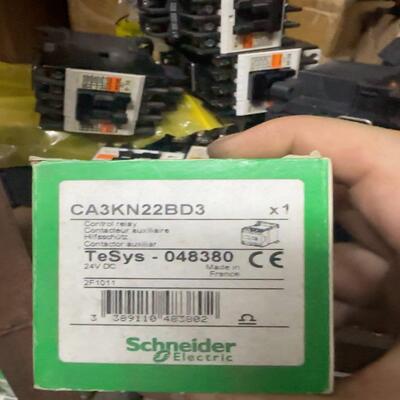 CA3KN22BD3 x1
Control relay
Contacteur auxiliaire
Hilfsschütz
Contactor auxiliar
TeSys - 048380 CE
24V DC Made in
France
2F1011
3 389110 483802
Schneider
Electric